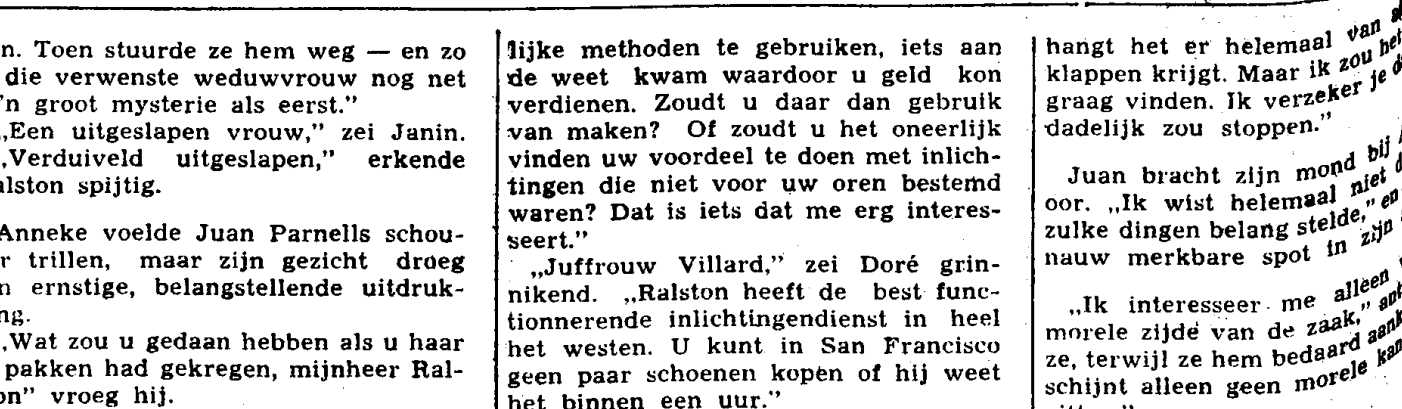 n. Toen stuurde ze hem weg — en zo
die verwenste weduwvrouw nog net
'n groot mysterie als eerst.”
„Een uitgeslapen vrouw,” zei Janin.
„Verduiveld uitgeslapen,” erkende
alston spijtig.
Anneke voelde Juan Parnells schou-
r trillen, maar zijn gezicht droeg
n ernstige, belangstellende uitdruk-
ng.
„Wat zou u gedaan hebben als u haar
pakken had gekregen, mijnheer Ral-
on” vroeg hij.
lijke methoden te gebruiken, iets aan
de weet kwam waardoor u geld kon
verdienen. Zoudt u daar dan gebruik
van maken? Of zoudt u het oneerlijk
vinden uw voordeel te doen met inlich-
tingen die niet voor uw oren bestemd
waren? Dat is iets dat me erg interes-
seert.”
„Juffrouw Villard,” zei Doré grin-
nikend. „Ralston heeft de best func-
tionnerende inlichtingendienst in heel
het westen. U kunt in San Francisco
geen paar schoenen kopen of hij weet
het binnen een uur.”
hangt het er helemaal van
klappen krijgt. Maar ik zou het
graag vinden. Ik verzeker je
dadelijk zou stoppen.”
Juan bracht zijn mond bij
oor. „Ik wist helemaal niet
zulke dingen belang stelde,” en
nauw merkbare spot in zijn
„Ik interesseer me alleen
morele zijde van de zaak,”
ze, terwijl ze hem bedaard
schijnt alleen geen morele